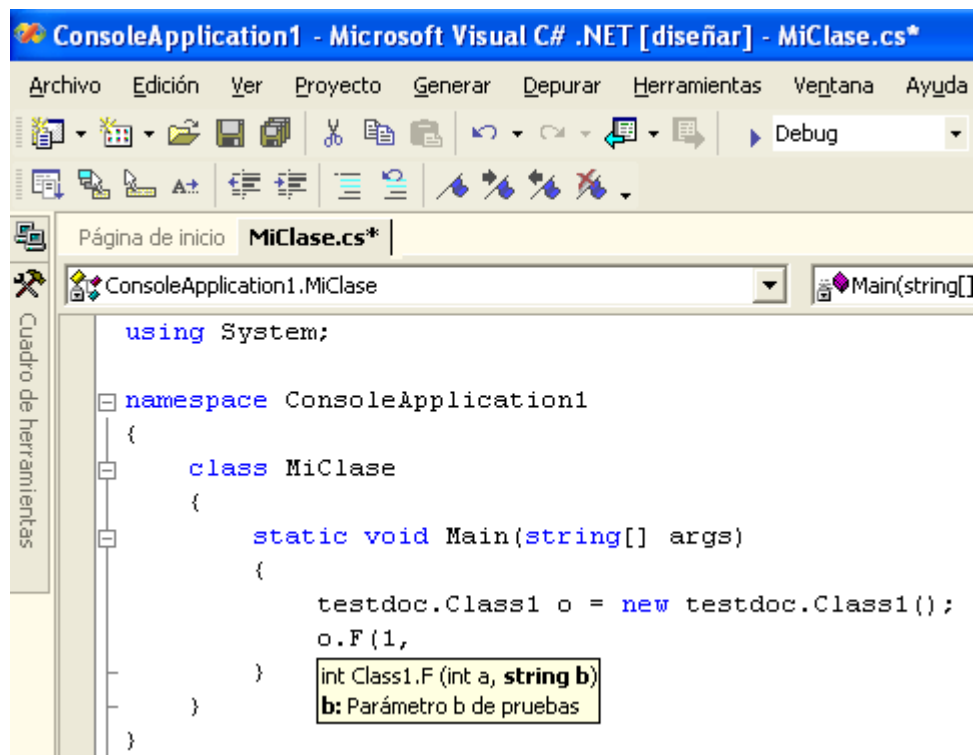 ConsoleApplication1 - Microsoft Visual C# .NET [diseñar] - MiClase.cs*
Archivo Edición Ver Proyecto Generar Depurar Herramientas Ventana Ayuda
Debug
Página de inicio MiClase.cs*
ConsoleApplication1.MiClase Main(string[]
Cuadro de herramientas
using System;
namespace ConsoleApplication1
{
class MiClase
{
static void Main(string[] args)
{
testdoc.Class1 o = new testdoc.Class1();
o.F(1,
} int Class1.F (int a, string b)
} b: Parámetro b de pruebas
}